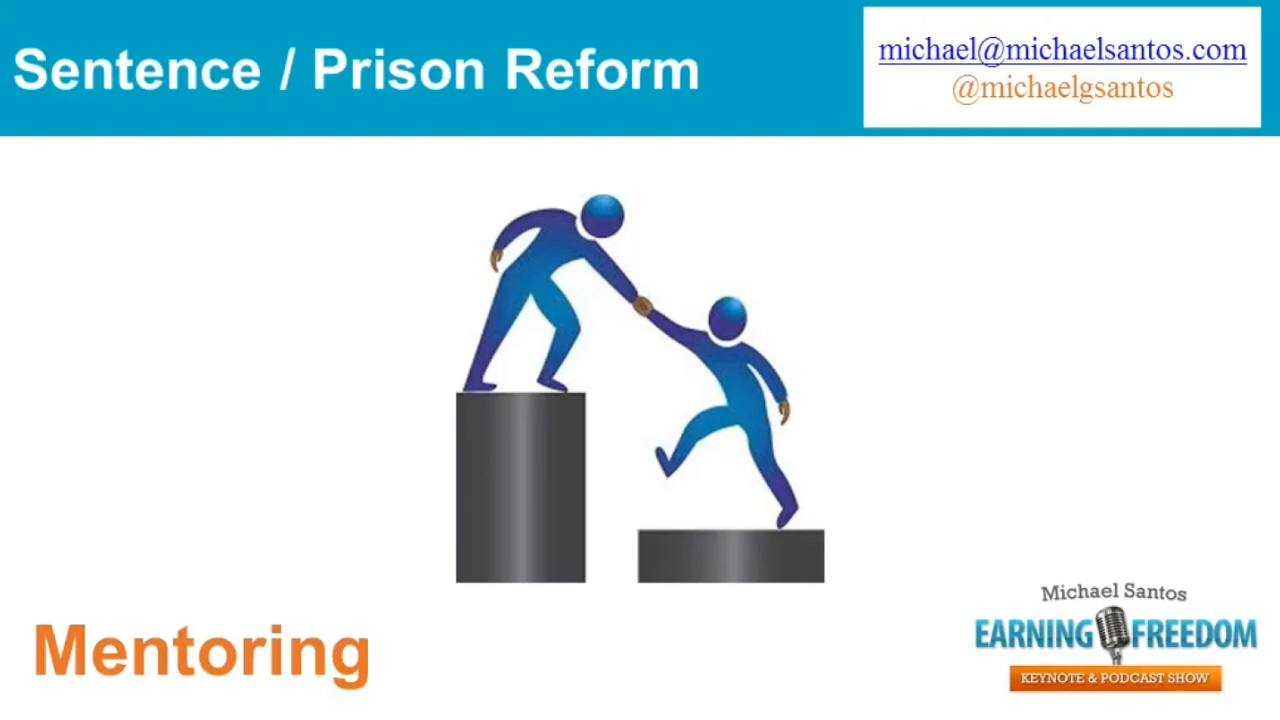 Sentence / Prison Reform
michael@michaelsantos.com
@michaelgsantos
Mentoring
Michael Santos
EARNING FREEDOM
KEYNOTE & PODCAST SHOW